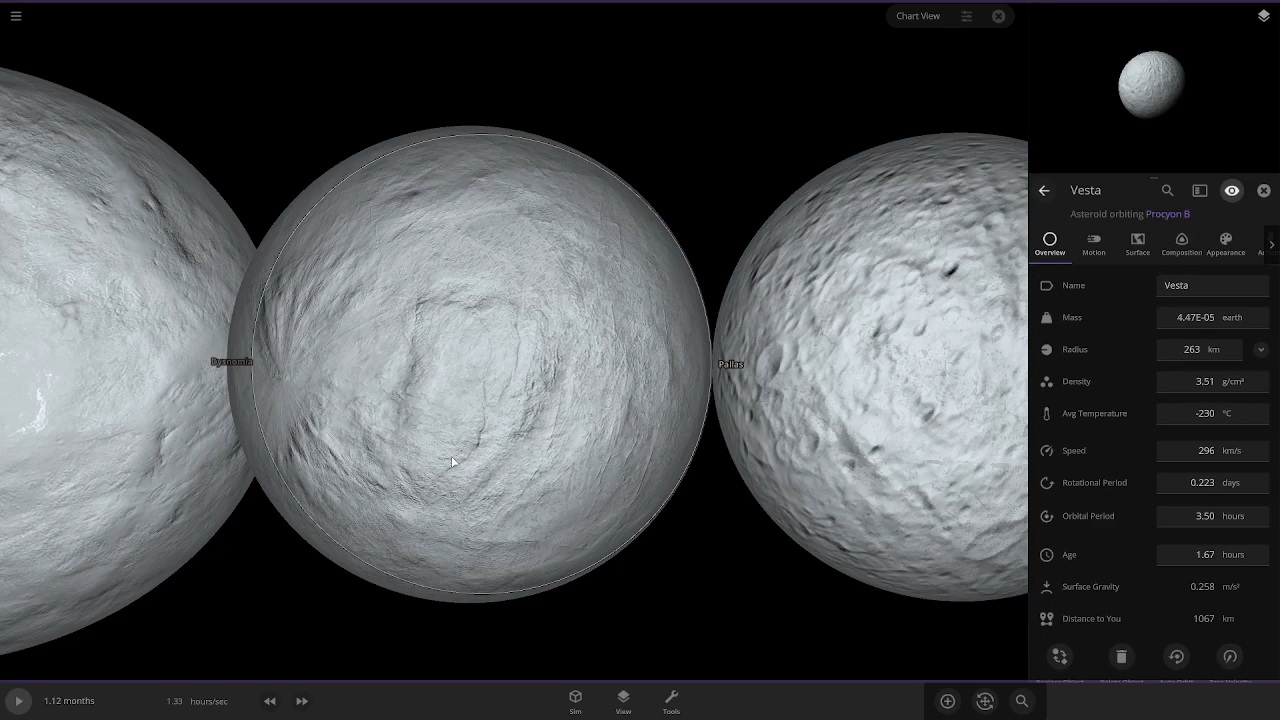 Chart View
Dysnomia
Pallas
Vesta
Asteroid orbiting Procyon B
Overview Motion Surface Composition Appearance
Name Vesta
Mass 4.47E-05 earth
Radius 263 km
Density 3.51 g/cm³
Avg Temperature -230 °C
Speed 296 km/s
Rotational Period 0.223 days
Orbital Period 3.50 hours
Age 1.67 hours
Surface Gravity 0.258 m/s²
Distance to You 1067 km
1.12 months 1.33 hours/sec
Sim View Tools